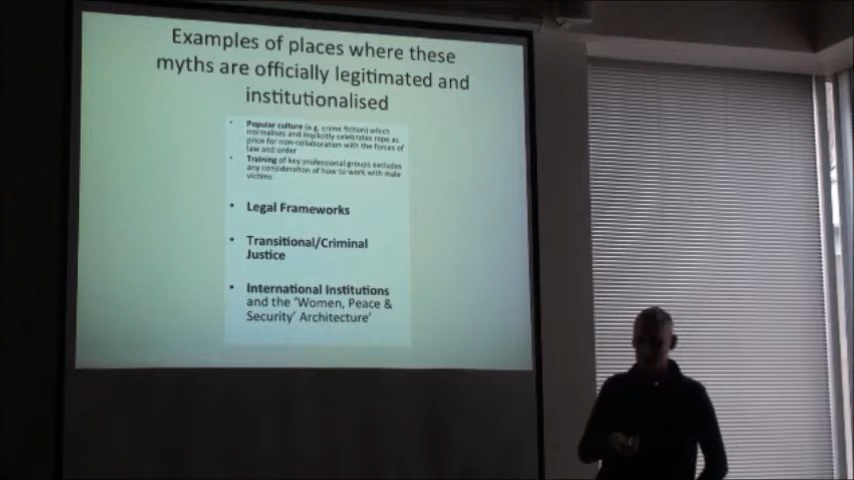 Examples of places where these
myths are officially legitimated and
institutionalised
• Popular culture (e.g. crime fiction) which
normalises and implicitly celebrates rape as
price for non-collaboration with the forces of
law and order
• Training of key professional groups excludes
any consideration of how to work with male
victims
• Legal Frameworks
• Transitional/Criminal
Justice
• International Institutions
and the 'Women, Peace &
Security' Architecture'